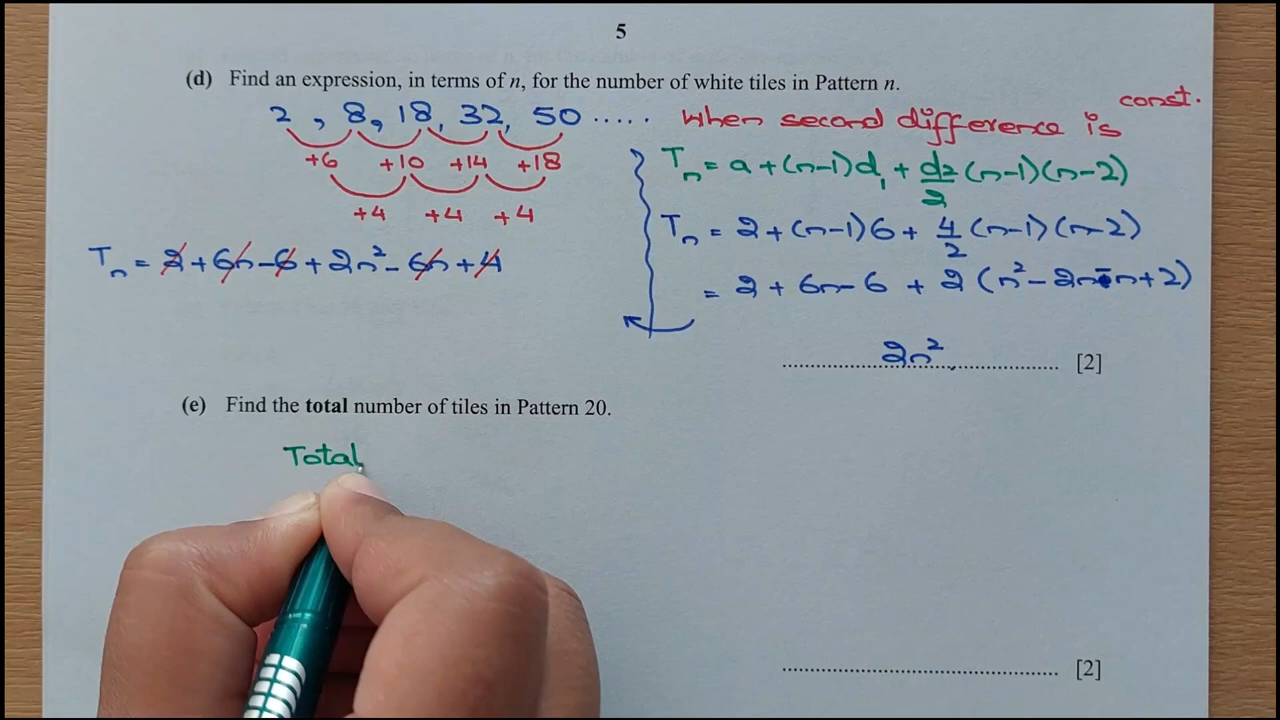 5
(d) Find an expression, in terms of n, for the number of white tiles in Pattern n.
2, 8, 18, 32, 50 ..... when second difference is const.
+6 +10 +14 +18
+4 +4 +4
Tₙ = a + (n-1)d₁ + d₂/2 (n-1)(n-2)
Tₙ = 2 + (n-1)6 + 4/2 (n-1)(n-2)
= 2 + 6n - 6 + 2(n² - 2n - n + 2)
Tₙ = 2 + 6n - 6 + 2n² - 6n + 4
2n² [2]
(e) Find the total number of tiles in Pattern 20.
Total
[2]